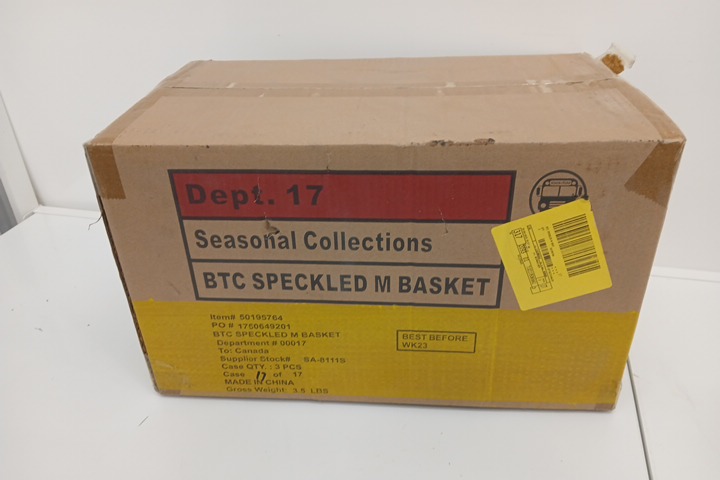 Dept. 17
Seasonal Collections
BTC SPECKLED M BASKET
Item# 50195764
PO # 1750649201
BTC SPECKLED M BASKET
Department # 00017
To: Canada
Supplier Stock# SA-8111S
Case QTY. : 3 PCS
Case 17 of 17
MADE IN CHINA
Gross Weight: 3.5 LBS
BEST BEFORE
WK23